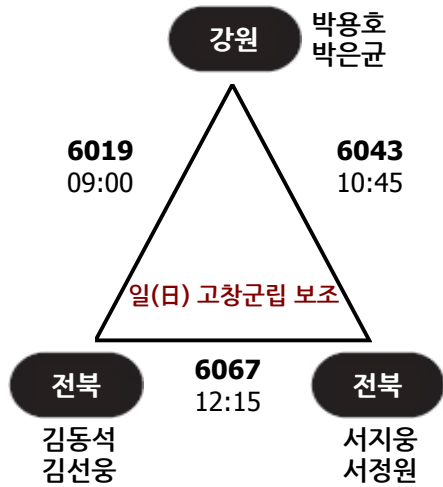 강원
박용호
박은균
6019
09:00
6043
10:45
일(日) 고창군립 보조
6067
12:15
전북
김동석
김선웅
전북
서지웅
서정원